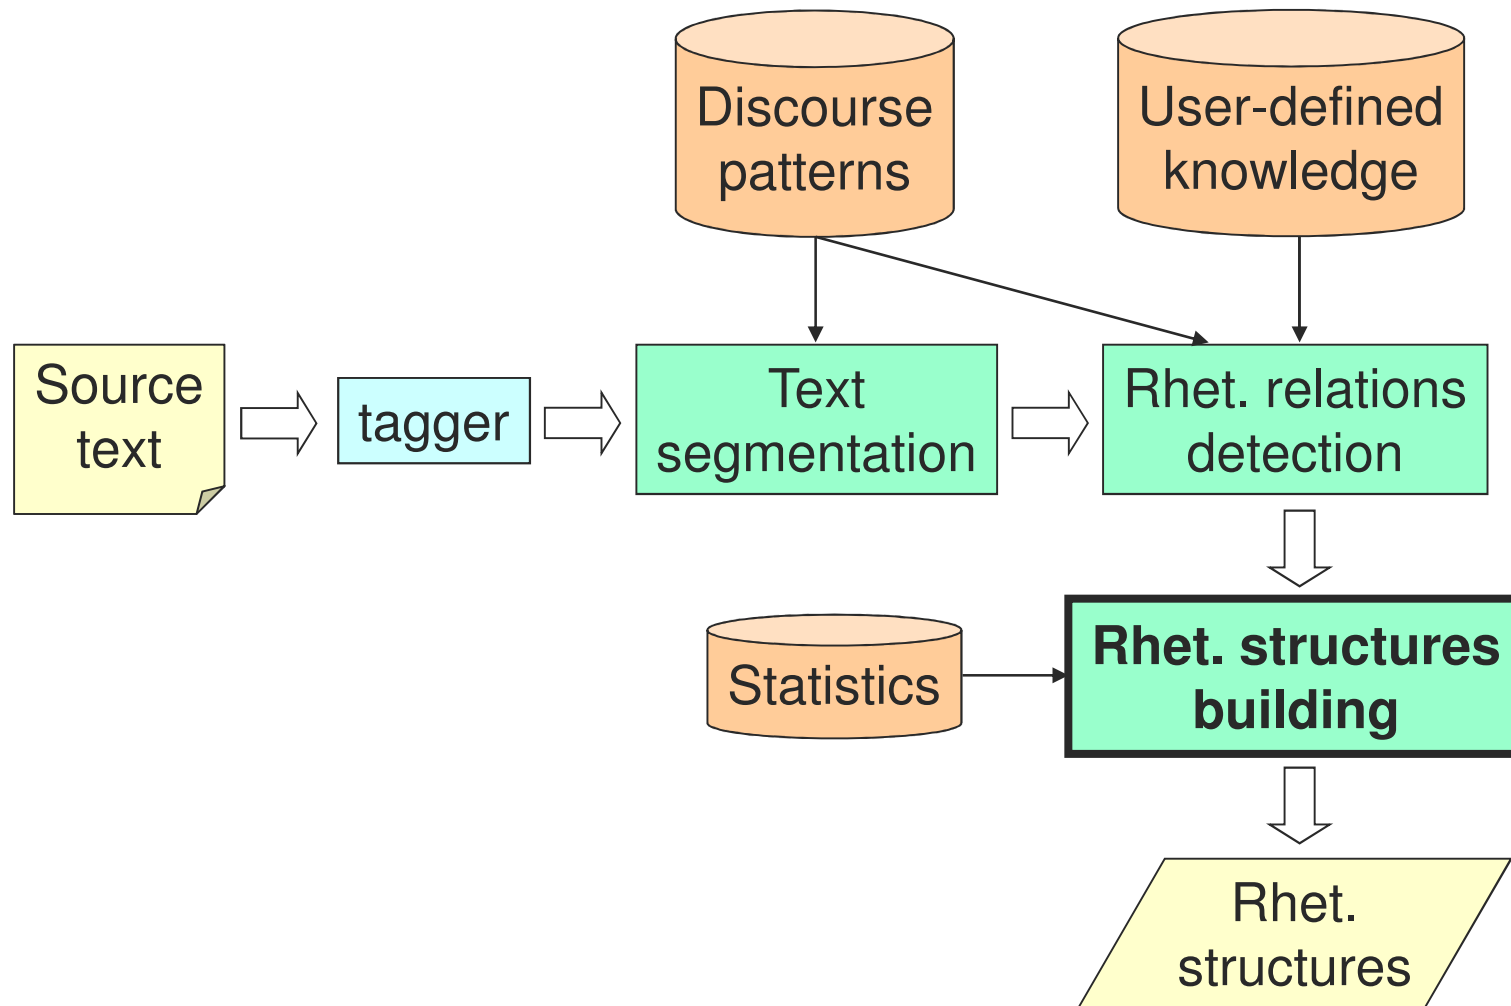 Discourse
patterns
User-defined
knowledge
Source
text
tagger
Text
segmentation
Rhet. relations
detection
Statistics
Rhet. structures
building
Rhet.
structures